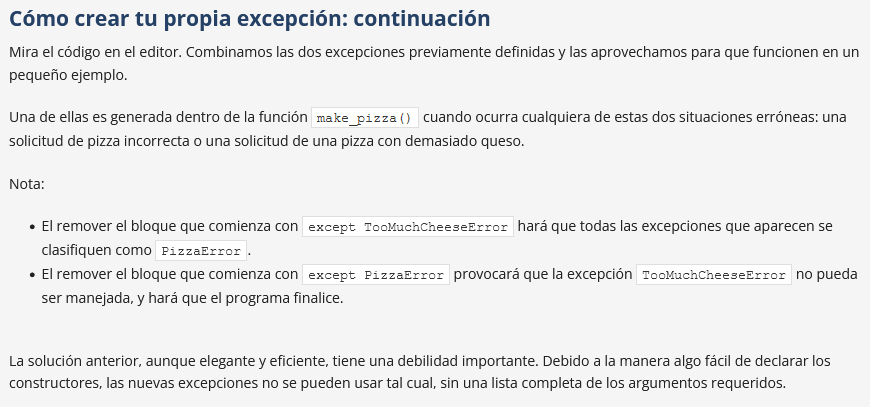 Cómo crear tu propia excepción: continuación
Mira el código en el editor. Combinamos las dos excepciones previamente definidas y las aprovechamos para que funcionen en un
pequeño ejemplo.
Una de ellas es generada dentro de la función make_pizza() cuando ocurra cualquiera de estas dos situaciones erróneas: una
solicitud de pizza incorrecta o una solicitud de una pizza con demasiado queso.
Nota:
• El remover el bloque que comienza con except TooMuchCheeseError hará que todas las excepciones que aparecen se
clasifiquen como PizzaError.
• El remover el bloque que comienza con except PizzaError provocará que la excepción TooMuchCheeseError no pueda
ser manejada, y hará que el programa finalice.
La solución anterior, aunque elegante y eficiente, tiene una debilidad importante. Debido a la manera algo fácil de declarar los
constructores, las nuevas excepciones no se pueden usar tal cual, sin una lista completa de los argumentos requeridos.